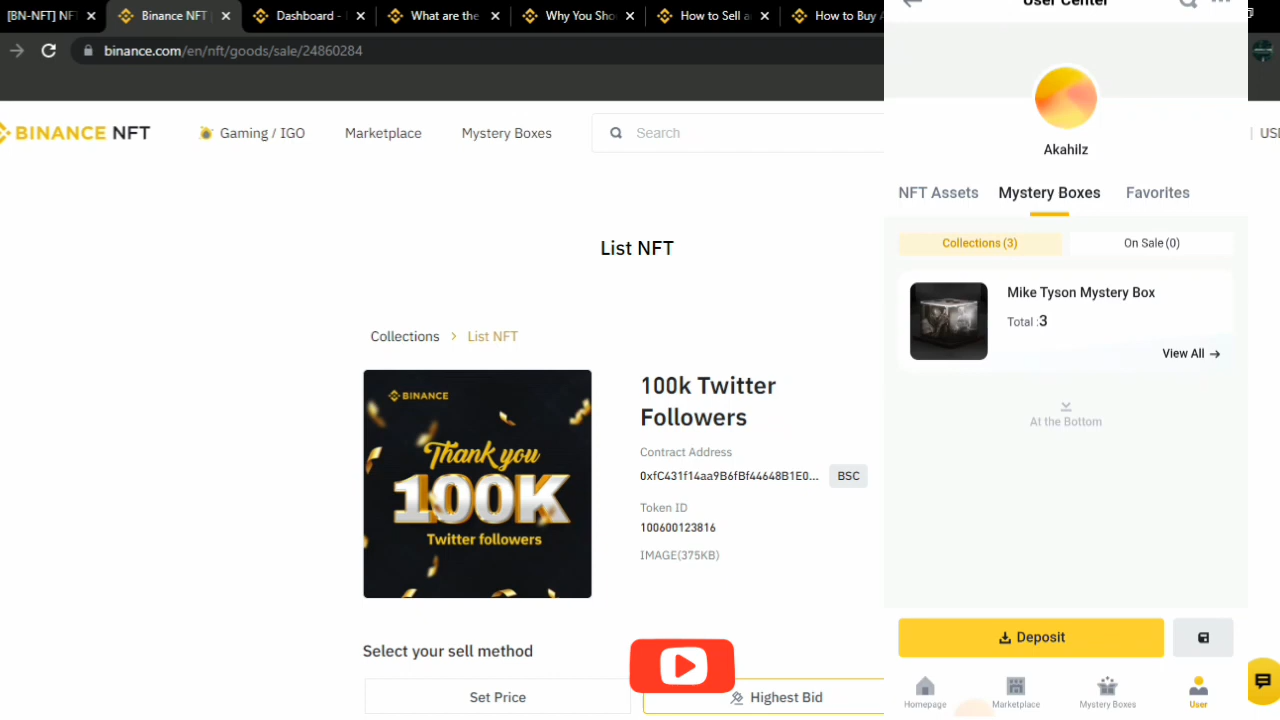 [BN-NFT] N
Binance NFT
Dashboard -
What are the
Why You Sho
How to Sell a
How to Buy A
binance.com/en/nft/goods/sale/24860284
BINANCE NFT
Gaming / IGO
Marketplace
Mystery Boxes
Search
USI
List NFT
Collections
List NFT
BINANCE
Thank you
100K
Twitter followers
100k Twitter
Followers
Contract Address
0xfC431f14aa9B6fBf44648B1E0...
BSC
Token ID
100600123816
IMAGE(375KB)
Select your sell method
Set Price
Highest Bid
User Center
Akahilz
NFT Assets
Mystery Boxes
Favorites
Collections (3)
On Sale (0)
Mike Tyson Mystery Box
Total :3
View All
At the Bottom
Deposit
Homepage
Marketplace
Mystery Boxes
User